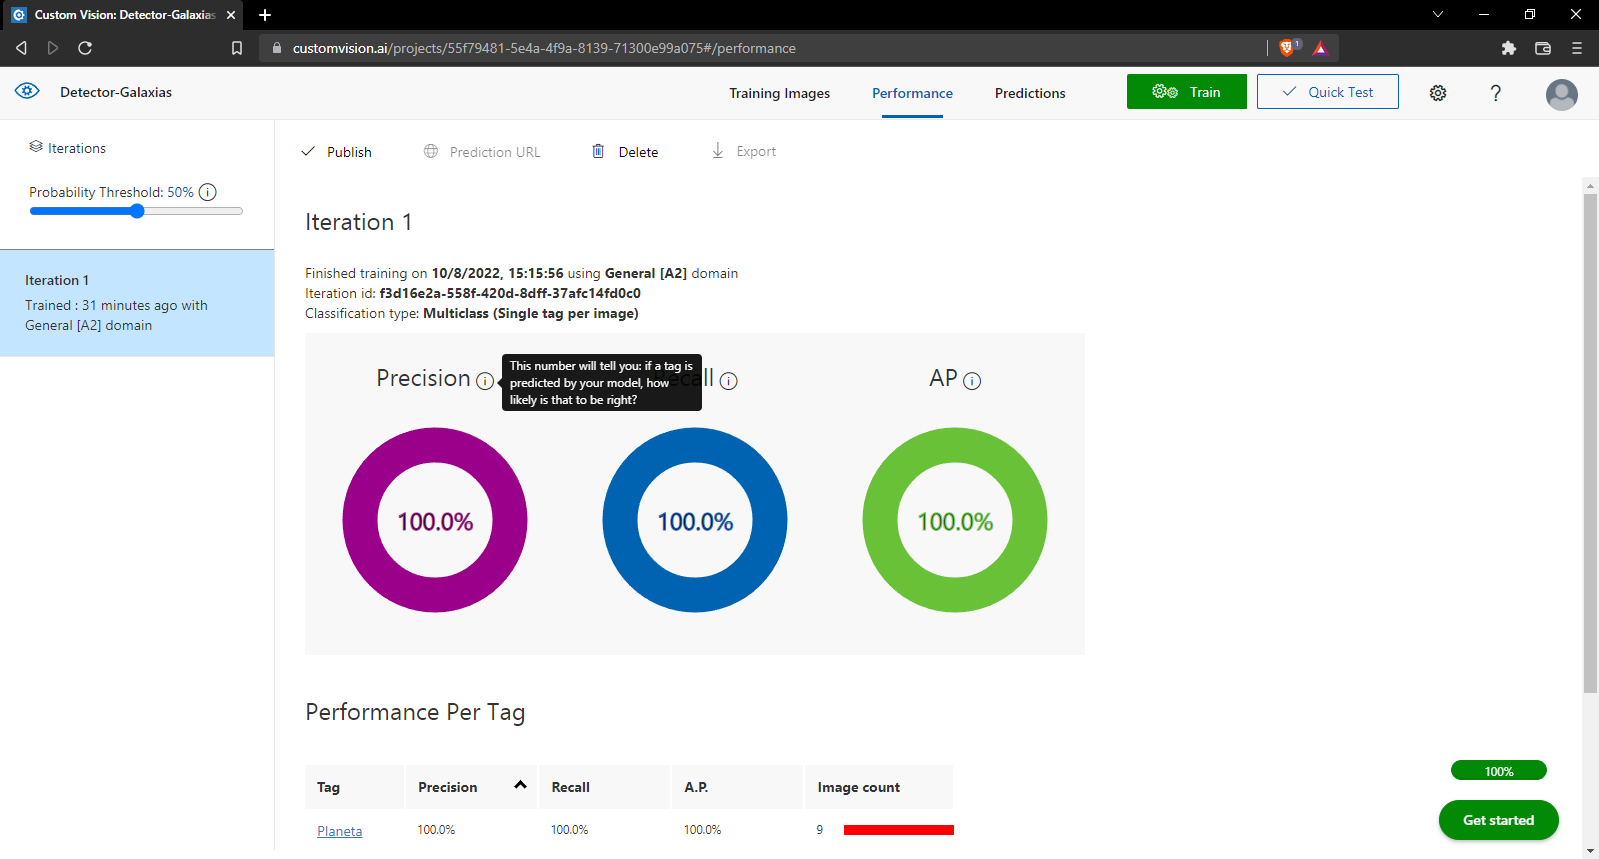 Custom Vision: Detector-Galaxias
customvision.ai/projects/55f79481-5e4a-4f9a-8139-71300e99a075#/performance
1
Detector-Galaxias
Training Images
Performance
Predictions
Train
Quick Test
?
Iterations
Probability Threshold: 50%
Iteration 1
Trained : 31 minutes ago with
General [A2] domain
Publish
Prediction URL
Delete
Export
Iteration 1
Finished training on 10/8/2022, 15:15:56 using General [A2] domain
Iteration id: f3d16e2a-558f-420d-8dff-37afc14fd0c0
Classification type: Multiclass (Single tag per image)
Precision
This number will tell you: if a tag is
predicted by your model, how
likely is that to be right?
Recall
AP
100.0%
100.0%
100.0%
Performance Per Tag
Tag
Precision
Recall
A.P.
Image count
Planeta
100.0%
100.0%
100.0%
9
100%
Get started